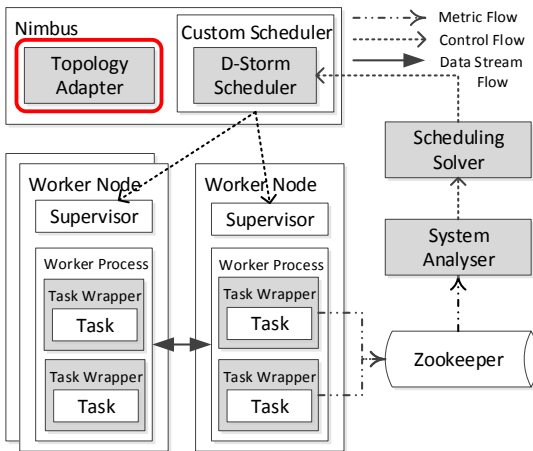 Nimbus
Topology
Adapter
Custom Scheduler
D-Storm
Scheduler
Metric Flow
Control Flow
Data Stream
Flow
Scheduling
Solver
System
Analyser
Zookeeper
Worker Node
Supervisor
Worker Process
Task Wrapper
Task
Task Wrapper
Task
Worker Node
Supervisor
Worker Process
Task Wrapper
Task
Task Wrapper
Task